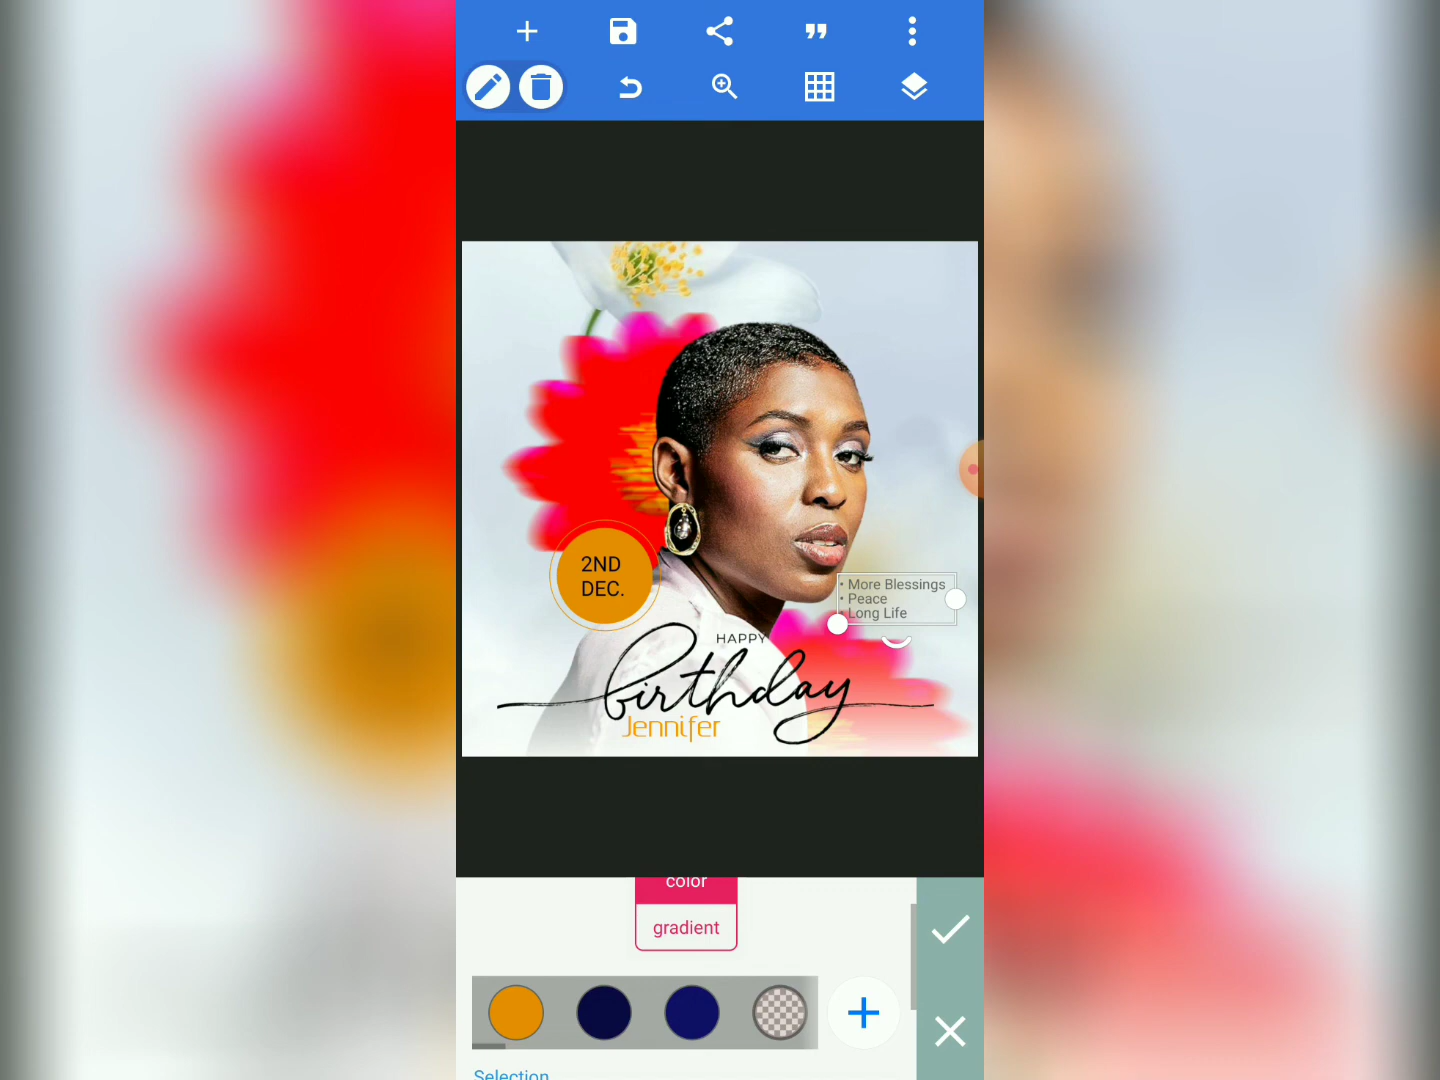 2ND
DEC.
• More Blessings
• Peace
• Long Life
HAPPY
birthday
Jennifer
color
gradient
Selection